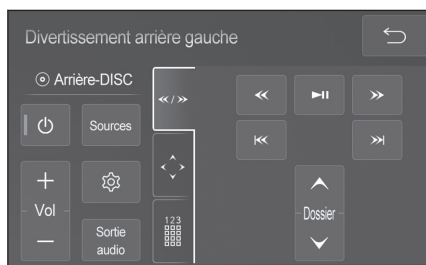 Divertissement arrière gauche
Arrière-DISC
Sources
Vol
Sortie
audio
123
Dossier